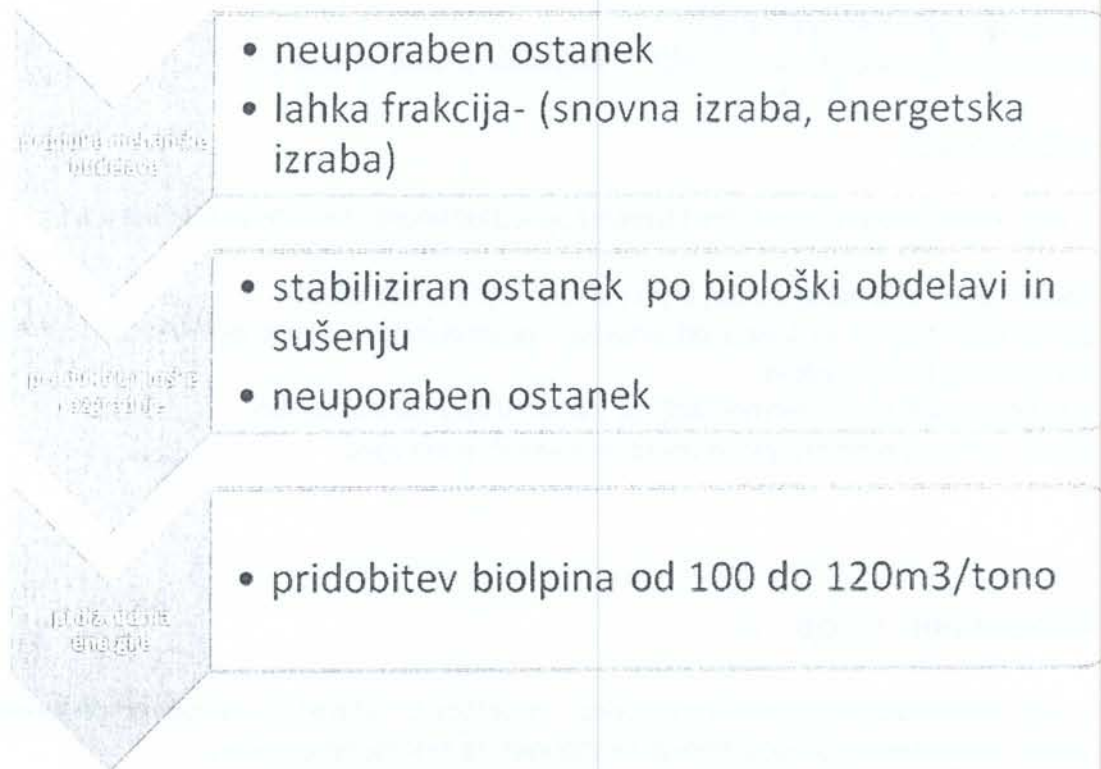 • neuporaben ostanek
• lahka frakcija- (snovna izraba, energetska
izraba)
• stabiliziran ostanek po biološki obdelavi in
sušenju
• neuporaben ostanek
• pridobitev biolpina od 100 do 120m3/tono
energije